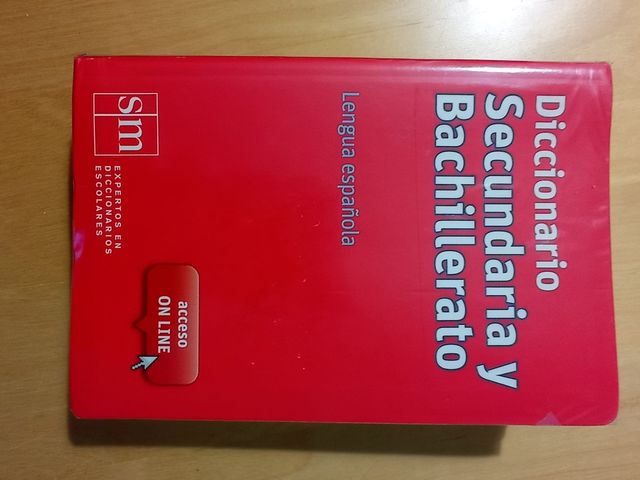 Diccionario
Secundaria y
Bachillerato
Lengua española
sm
EXPERTOS EN
DICCIONARIOS
ESCOLARES
acceso
ON LINE